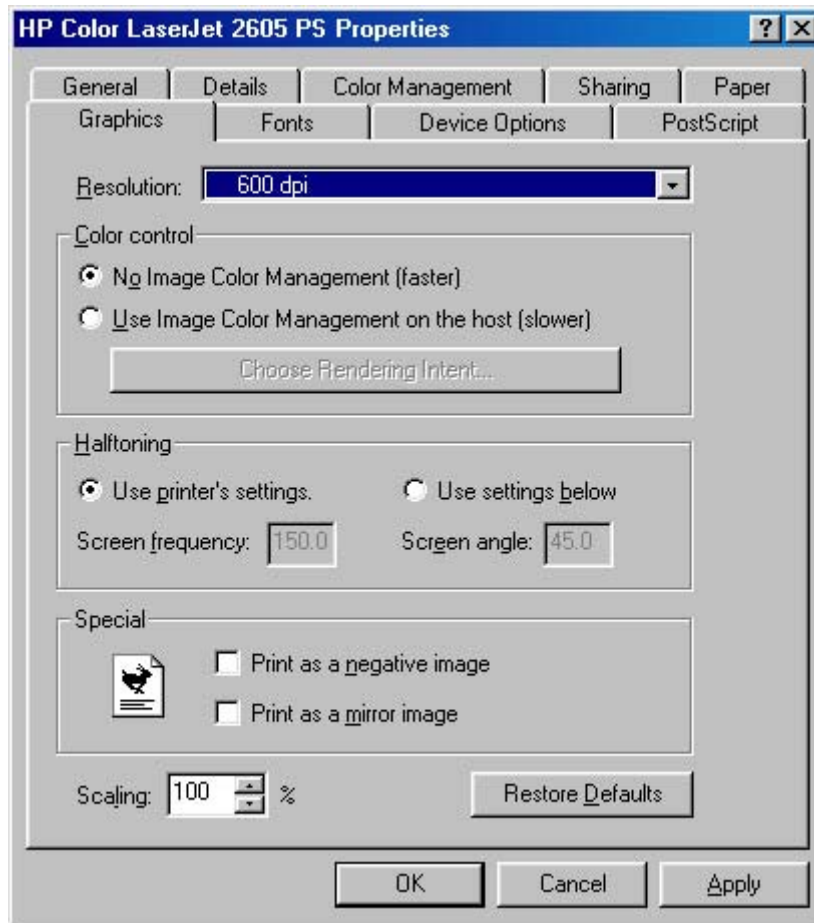 HP Color LaserJet 2605 PS Properties
General Details Color Management Sharing Paper
Graphics Fonts Device Options PostScript
Resolution: 600 dpi
Color control
No Image Color Management (faster)
Use Image Color Management on the host (slower)
Choose Rendering Intent...
Halftoning
Use printer's settings. Use settings below
Screen frequency: 150.0 Screen angle: 45.0
Special
Print as a negative image
Print as a mirror image
Scaling: 100 % Restore Defaults
OK Cancel Apply